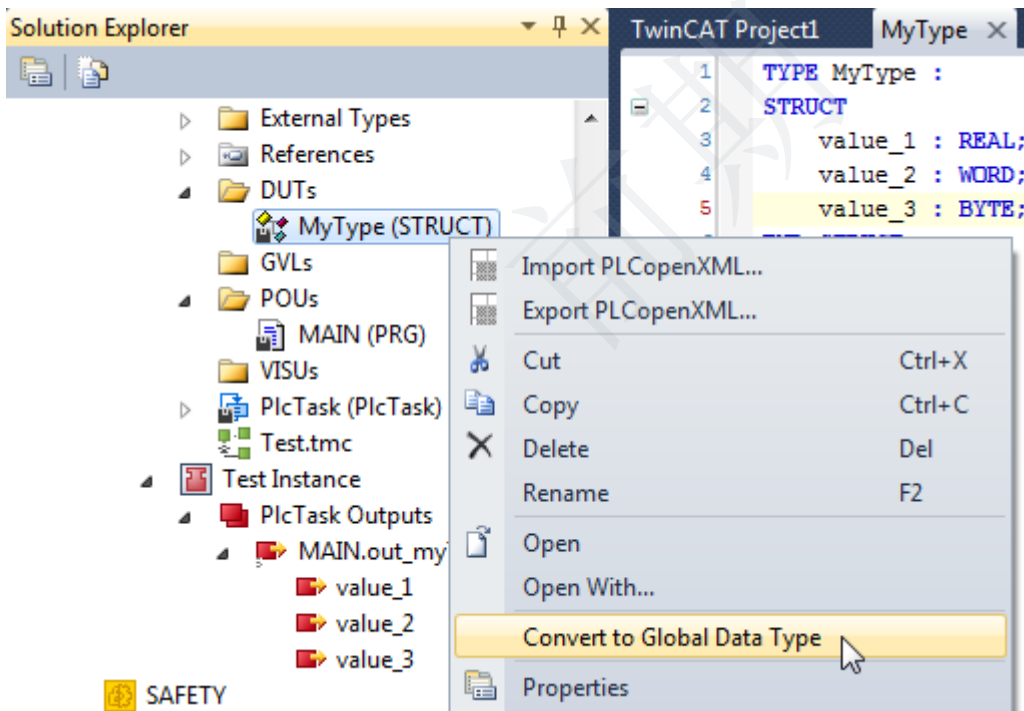 Solution Explorer
External Types
References
DUTs
MyType (STRUCT)
GVLs
POUs
MAIN (PRG)
VISUs
PlcTask (PlcTask)
Test.tmc
Test Instance
PlcTask Outputs
MAIN.out_my
value_1
value_2
value_3
SAFETY
TwinCAT Project1 MyType
1 TYPE MyType :
2 STRUCT
3 value_1 : REAL;
4 value_2 : WORD;
5 value_3 : BYTE;
Import PLCopenXML...
Export PLCopenXML...
Cut Ctrl+X
Copy Ctrl+C
Delete Del
Rename F2
Open
Open With...
Convert to Global Data Type
Properties